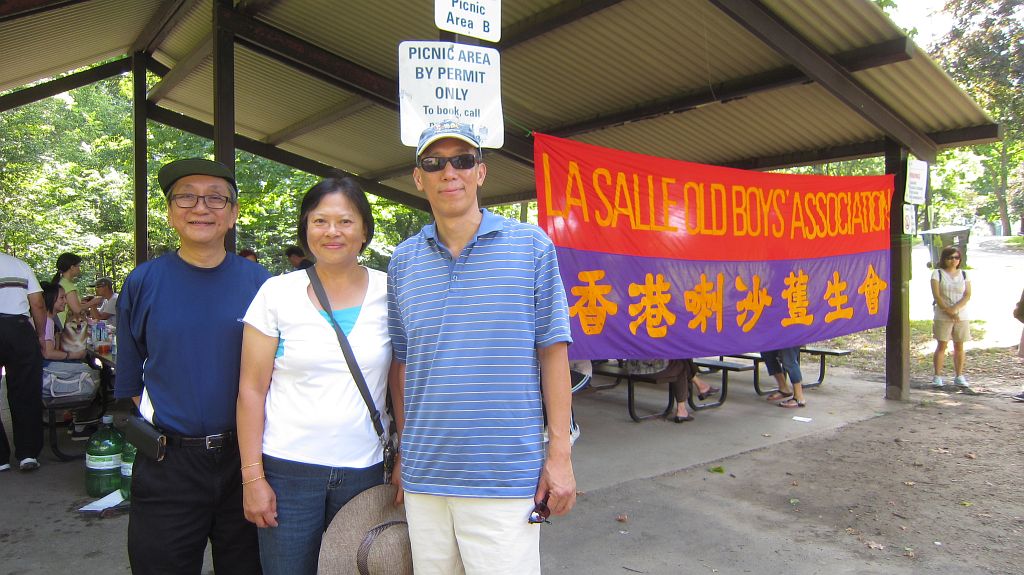 Picnic
Area B
PICNIC AREA
BY PERMIT
ONLY
To book, call
LA SALLE OLD BOYS' ASSOCIATION
香港喇沙舊生會